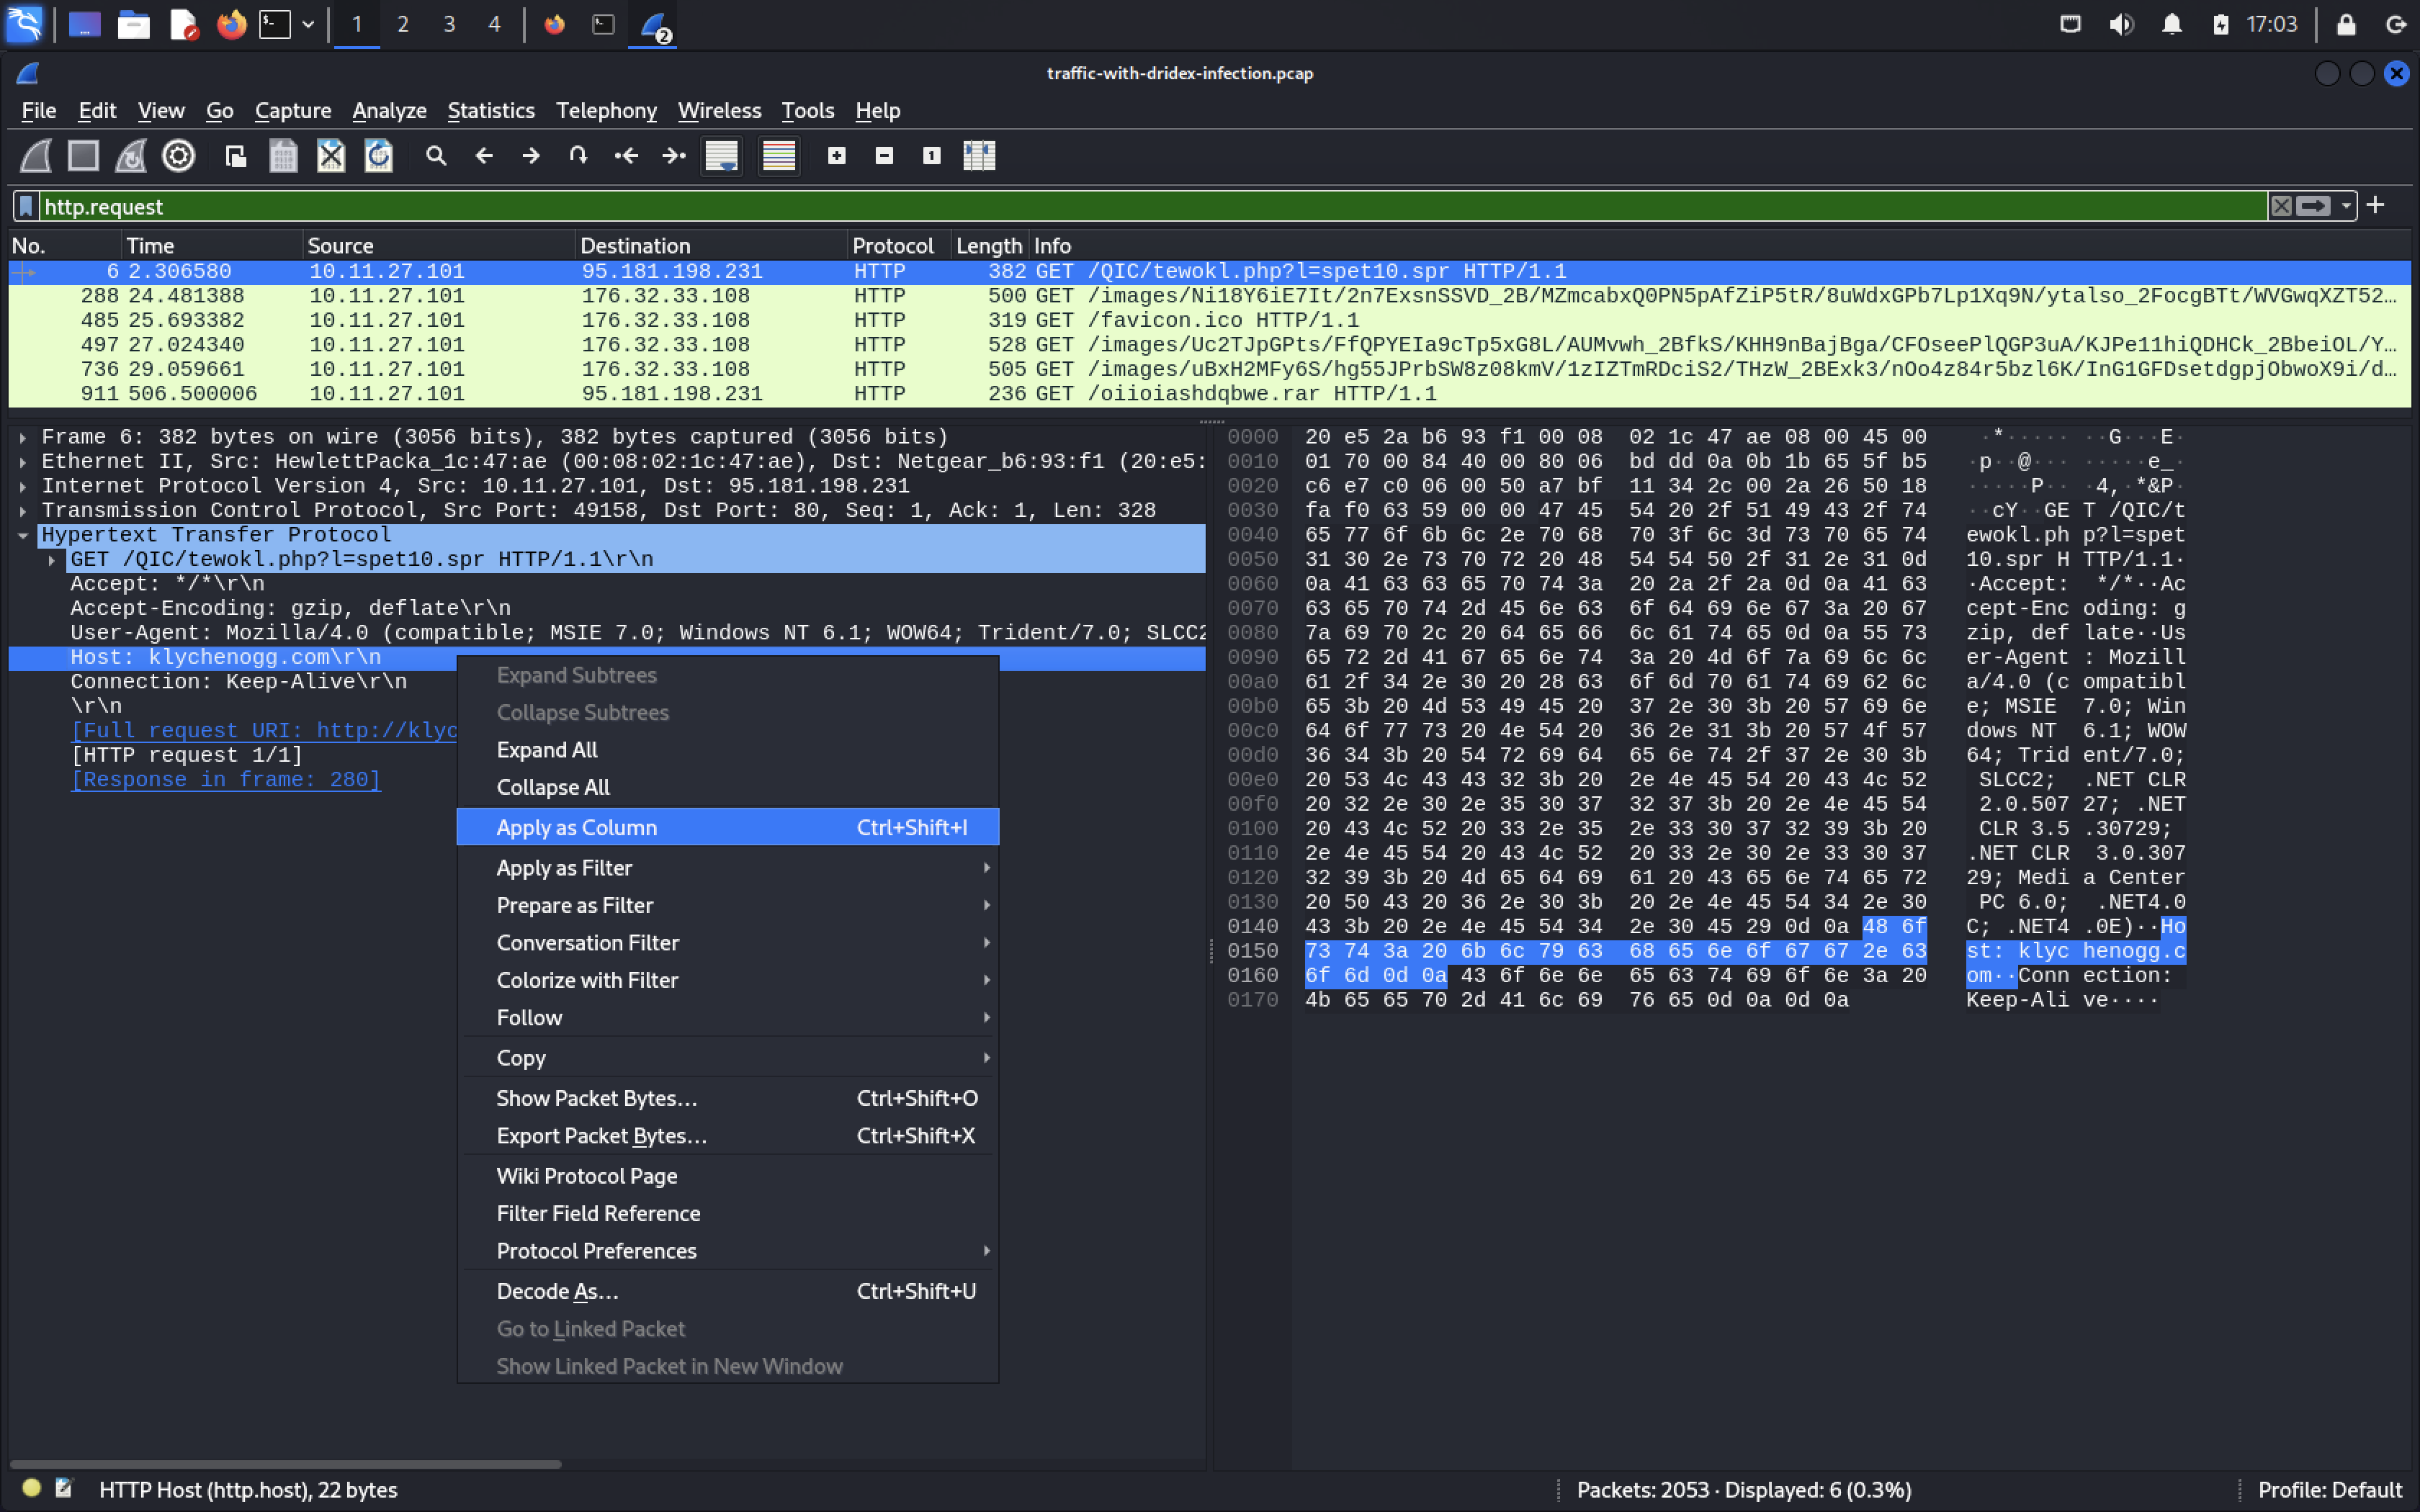 1 2 3 4 2 17:03
traffic-with-dridex-infection.pcap
File Edit View Go Capture Analyze Statistics Telephony Wireless Tools Help
http.request
No. Time Source Destination Protocol Length Info
6 2.306580 10.11.27.101 95.181.198.231 HTTP 382 GET /QIC/tewokl.php?l=spet10.spr HTTP/1.1
288 24.481388 10.11.27.101 176.32.33.108 HTTP 500 GET /images/Ni18Y6iE7It/2n7ExsnSSVD_2B/MZmcabxQ0PN5pAfZiP5tR/8uWdxGPb7Lp1Xq9N/ytalso_2FocgBTt/WVGwqXZT52…
485 25.693382 10.11.27.101 176.32.33.108 HTTP 319 GET /favicon.ico HTTP/1.1
497 27.024340 10.11.27.101 176.32.33.108 HTTP 528 GET /images/Uc2TJpGPts/FfQPYEIa9cTp5xG8L/AUMvwh_2BfkS/KHH9nBajBga/CFOseePlQGP3uA/KJPe11hiQDHCk_2BbeiOL/Y…
736 29.059661 10.11.27.101 176.32.33.108 HTTP 505 GET /images/uBxH2MFy6S/hg55JPrbSW8z08kmV/1zIZTmRDciS2/THzW_2BExk3/nOo4z84r5bzl6K/InG1GFDsetdgpjObwoX9i/d…
911 506.500006 10.11.27.101 95.181.198.231 HTTP 236 GET /oiioiashdqbwe.rar HTTP/1.1
Frame 6: 382 bytes on wire (3056 bits), 382 bytes captured (3056 bits)
Ethernet II, Src: HewlettPacka_1c:47:ae (00:08:02:1c:47:ae), Dst: Netgear_b6:93:f1 (20:e5:
Internet Protocol Version 4, Src: 10.11.27.101, Dst: 95.181.198.231
Transmission Control Protocol, Src Port: 49158, Dst Port: 80, Seq: 1, Ack: 1, Len: 328
Hypertext Transfer Protocol
GET /QIC/tewokl.php?l=spet10.spr HTTP/1.1\r\n
Accept: */*\r\n
Accept-Encoding: gzip, deflate\r\n
User-Agent: Mozilla/4.0 (compatible; MSIE 7.0; Windows NT 6.1; WOW64; Trident/7.0; SLCC2
Host: klychenogg.com\r\n
Connection: Keep-Alive\r\n
\r\n
[Full request URI: http://klyc
[HTTP request 1/1]
[Response in frame: 280]
Expand Subtrees
Collapse Subtrees
Expand All
Collapse All
Apply as Column Ctrl+Shift+I
Apply as Filter
Prepare as Filter
Conversation Filter
Colorize with Filter
Follow
Copy
Show Packet Bytes… Ctrl+Shift+O
Export Packet Bytes… Ctrl+Shift+X
Wiki Protocol Page
Filter Field Reference
Protocol Preferences
Decode As… Ctrl+Shift+U
Go to Linked Packet
Show Linked Packet in New Window
0000 20 e5 2a b6 93 f1 00 08 02 1c 47 ae 08 00 45 00 ·*····· ··G···E·
0010 01 70 00 84 40 00 80 06 bd dd 0a 0b 1b 65 5f b5 ·p··@··· ·····e_·
0020 c6 e7 c0 06 00 50 a7 bf 11 34 2c 00 2a 26 50 18 ·····P·· ·4,·*&P·
0030 fa f0 63 59 00 00 47 45 54 20 2f 51 49 43 2f 74 ··cY··GE T /QIC/t
0040 65 77 6f 6b 6c 2e 70 68 70 3f 6c 3d 73 70 65 74 ewokl.ph p?l=spet
0050 31 30 2e 73 70 72 20 48 54 54 50 2f 31 2e 31 0d 10.spr H TTP/1.1·
0060 0a 41 63 63 65 70 74 3a 20 2a 2f 2a 0d 0a 41 63 ·Accept: */*··Ac
0070 63 65 70 74 2d 45 6e 63 6f 64 69 6e 67 3a 20 67 cept-Enc oding: g
0080 7a 69 70 2c 20 64 65 66 6c 61 74 65 0d 0a 55 73 zip, def late··Us
0090 65 72 2d 41 67 65 6e 74 3a 20 4d 6f 7a 69 6c 6c er-Agent : Mozill
00a0 61 2f 34 2e 30 20 28 63 6f 6d 70 61 74 69 62 6c a/4.0 (c ompatibl
00b0 65 3b 20 4d 53 49 45 20 37 2e 30 3b 20 57 69 6e e; MSIE 7.0; Win
00c0 64 6f 77 73 20 4e 54 20 36 2e 31 3b 20 57 4f 57 dows NT 6.1; WOW
00d0 36 34 3b 20 54 72 69 64 65 6e 74 2f 37 2e 30 3b 64; Trid ent/7.0;
00e0 20 53 4c 43 43 32 3b 20 2e 4e 45 54 20 43 4c 52 SLCC2; .NET CLR
00f0 20 32 2e 30 2e 35 30 37 32 37 3b 20 2e 4e 45 54 2.0.507 27; .NET
0100 20 43 4c 52 20 33 2e 35 2e 33 30 37 32 39 3b 20 CLR 3.5 .30729;
0110 2e 4e 45 54 20 43 4c 52 20 33 2e 30 2e 33 30 37 .NET CLR 3.0.307
0120 32 39 3b 20 4d 65 64 69 61 20 43 65 6e 74 65 72 29; Medi a Center
0130 20 50 43 20 36 2e 30 3b 20 2e 4e 45 54 34 2e 30 PC 6.0; .NET4.0
0140 43 3b 20 2e 4e 45 54 34 2e 30 45 29 0d 0a 48 6f C; .NET4 .0E)··Ho
0150 73 74 3a 20 6b 6c 79 63 68 65 6e 6f 67 67 2e 63 st: klyc henogg.c
0160 6f 6d 0d 0a 43 6f 6e 6e 65 63 74 69 6f 6e 3a 20 om··Conn ection:
0170 4b 65 65 70 2d 41 6c 69 76 65 0d 0a 0d 0a Keep-Ali ve····
HTTP Host (http.host), 22 bytes Packets: 2053 · Displayed: 6 (0.3%) Profile: Default